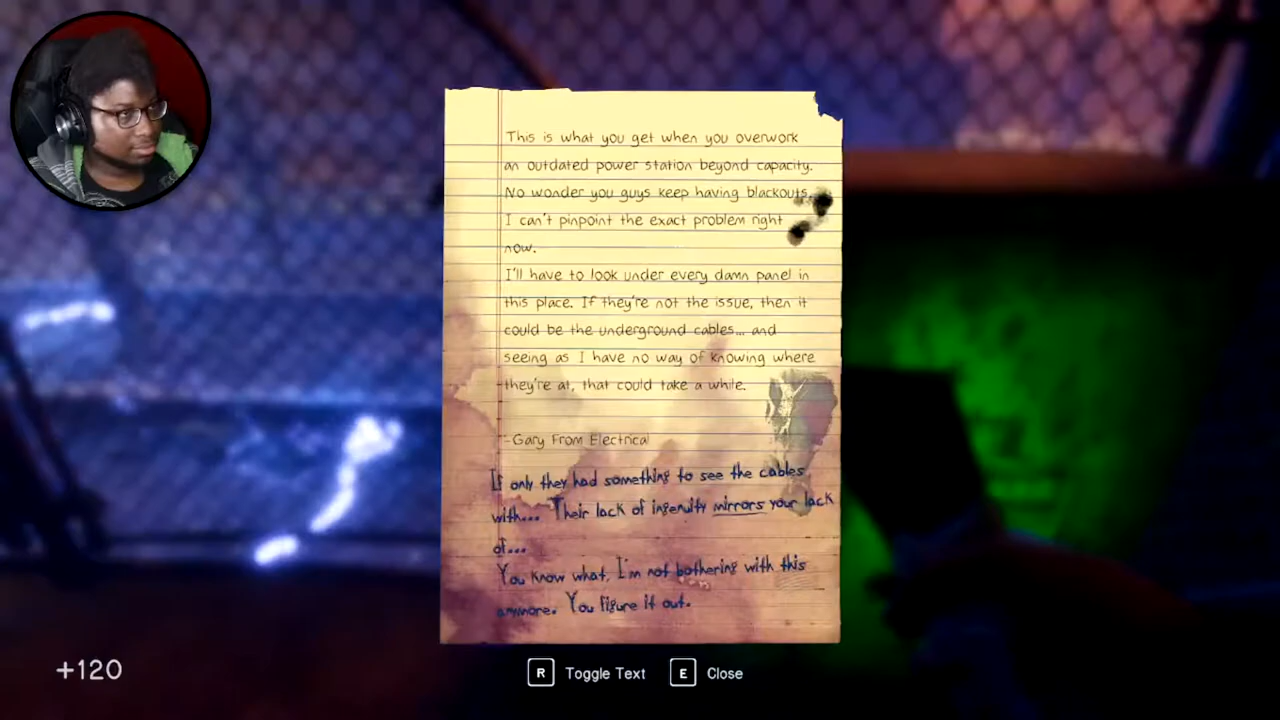 This is what you get when you overwork
an outdated power station beyond capacity.
No wonder you guys keep having blackouts.
I can't pinpoint the exact problem right
now.
I'll have to look under every damn panel in
this place. If they're not the issue, then it
could be the underground cables... and
seeing as I have no way of knowing where
they're at, that could take a while.
-Gary From Electrical
If only they had something to see the cables
with... Their lack of ingenuity mirrors your lack
of...
You know what, I'm not bothering with this
anymore. You figure it out.
+120
R Toggle Text E Close